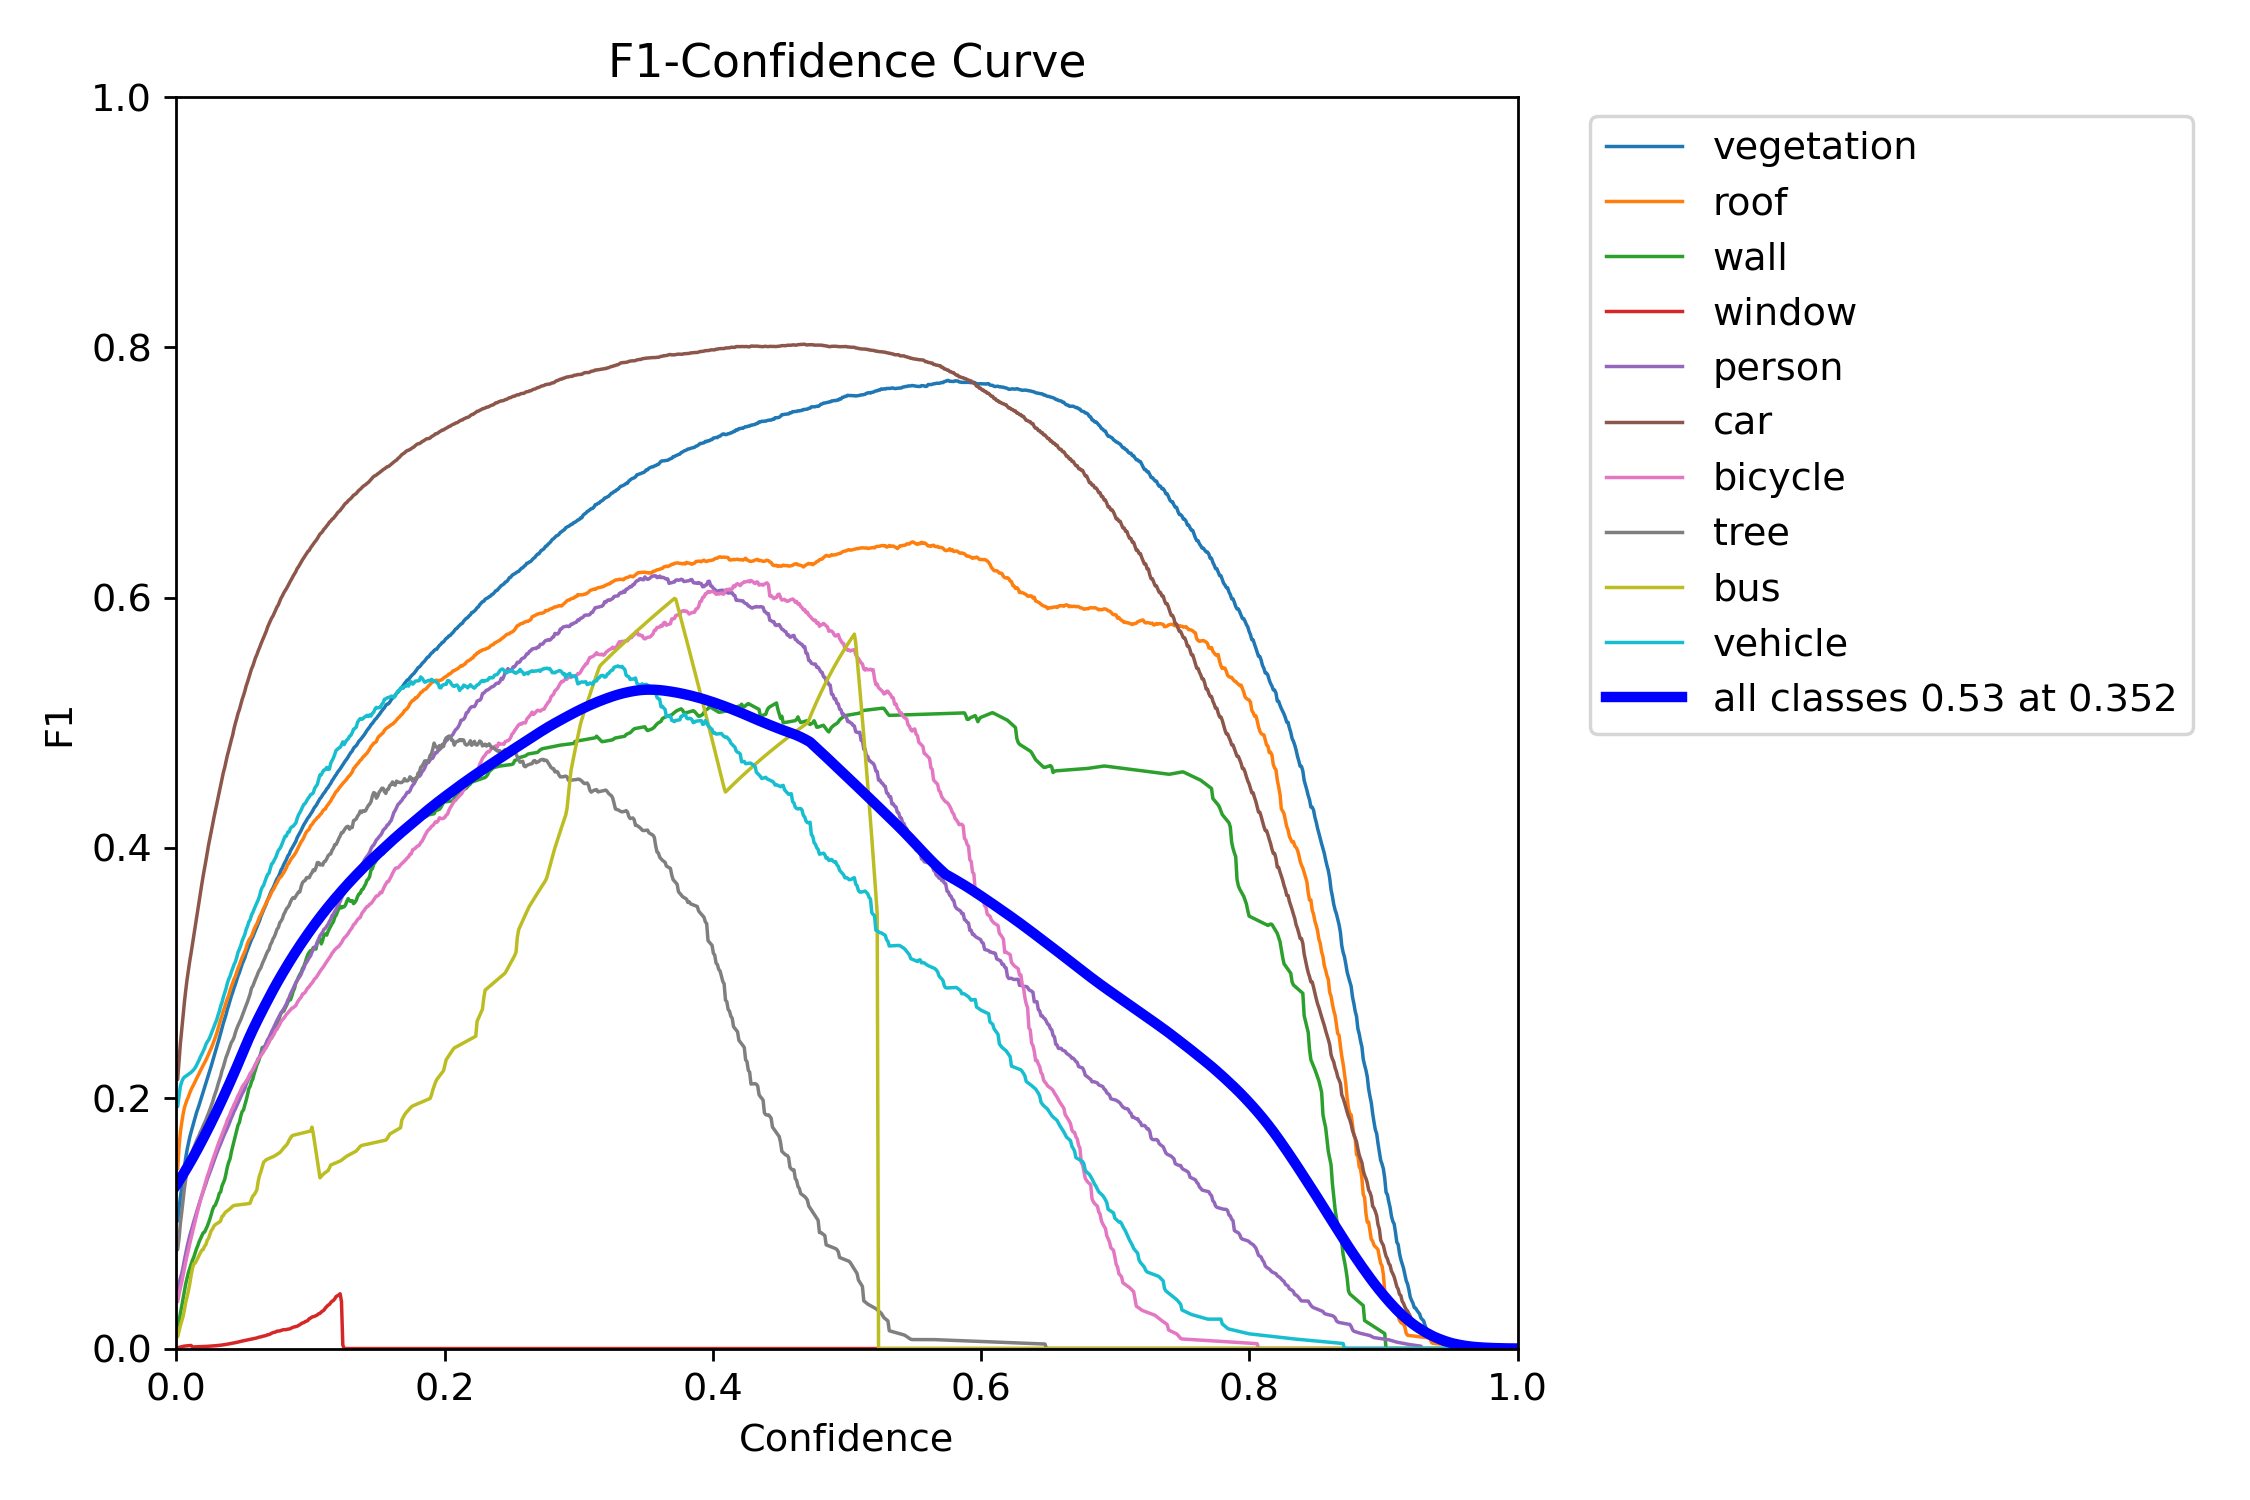 F1-Confidence Curve
1.0
0.8
0.6
0.4
0.2
0.0
F1
0.0 0.2 0.4 0.6 0.8 1.0
Confidence
vegetation
roof
wall
window
person
car
bicycle
tree
bus
vehicle
all classes 0.53 at 0.352